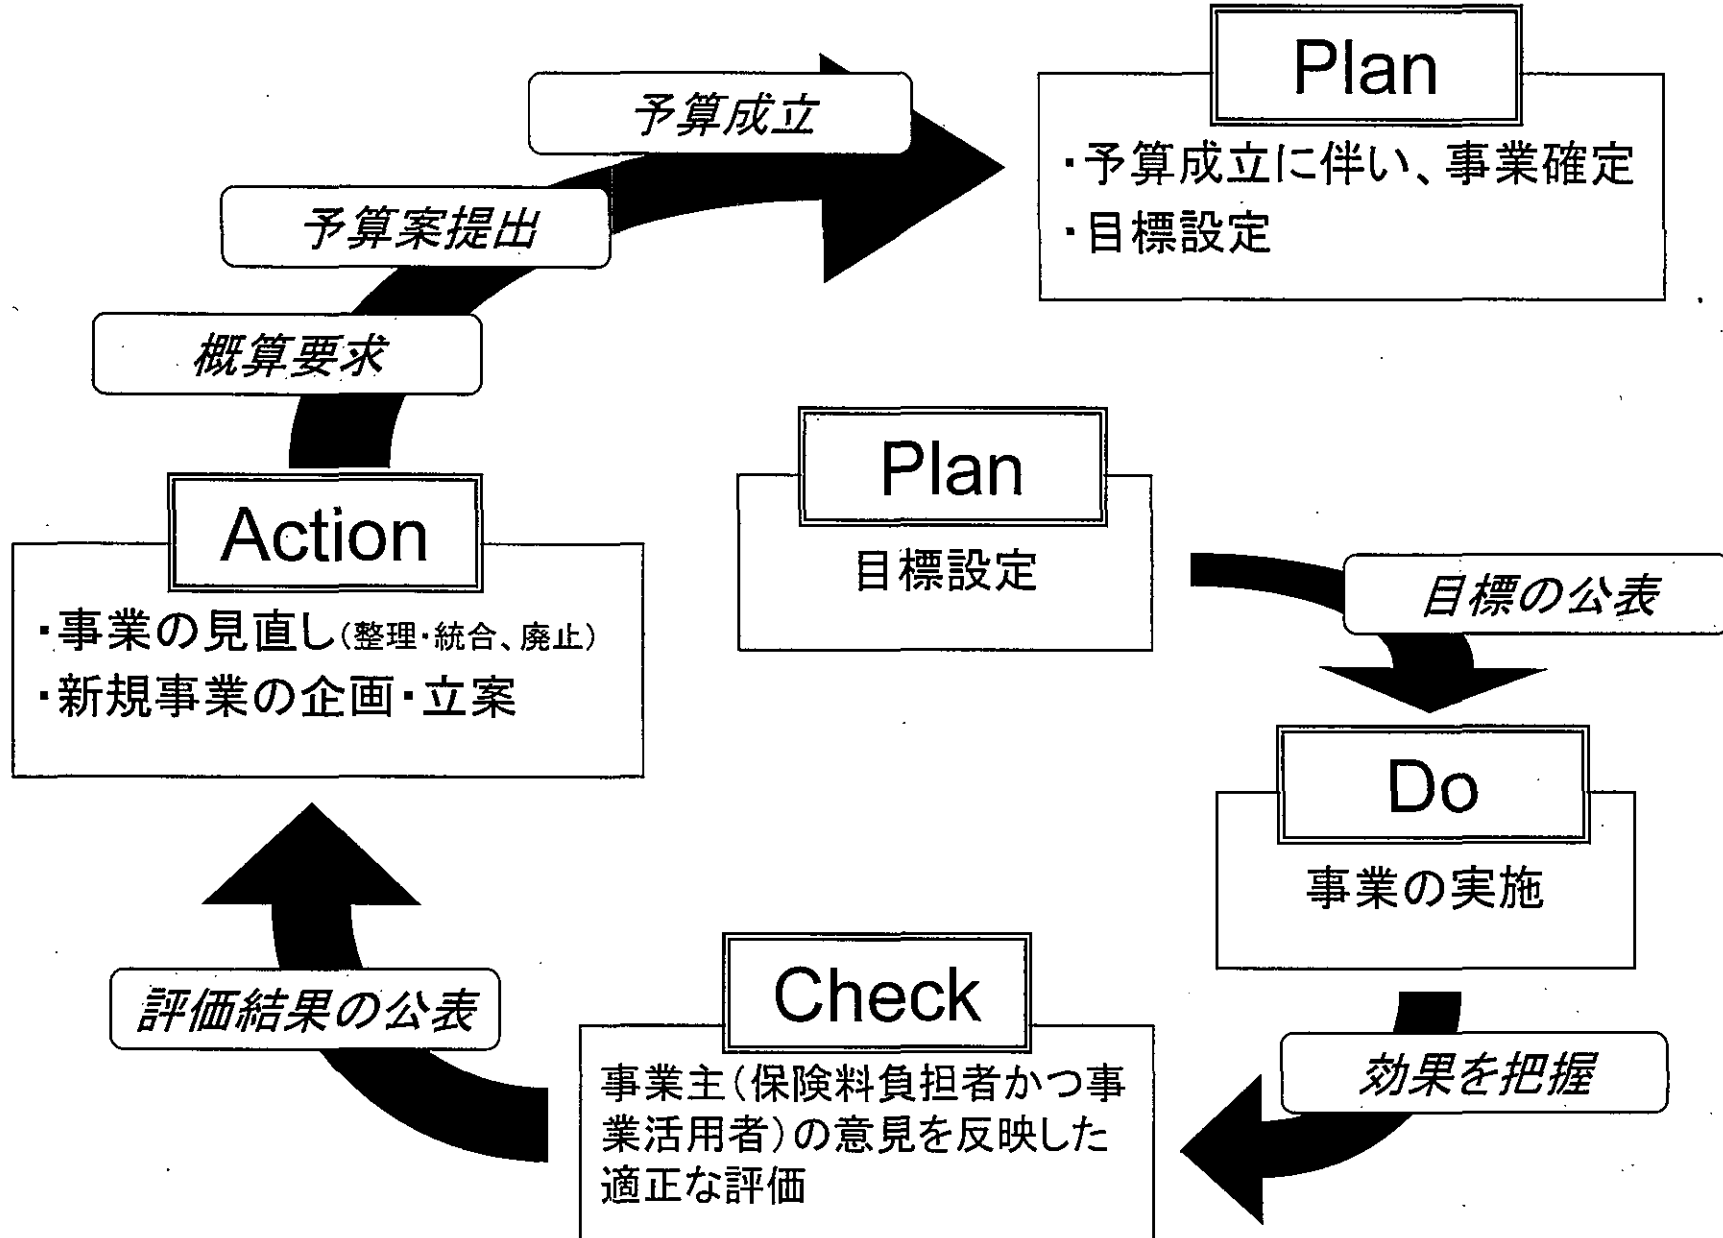 Plan
・予算成立に伴い、事業確定
・目標設定
予算成立
予算案提出
概算要求
Action
・事業の見直し(整理・統合、廃止)
・新規事業の企画・立案
Plan
目標設定
目標の公表
Do
事業の実施
効果を把握
Check
事業主(保険料負担者かつ事
業活用者)の意見を反映した
適正な評価
評価結果の公表